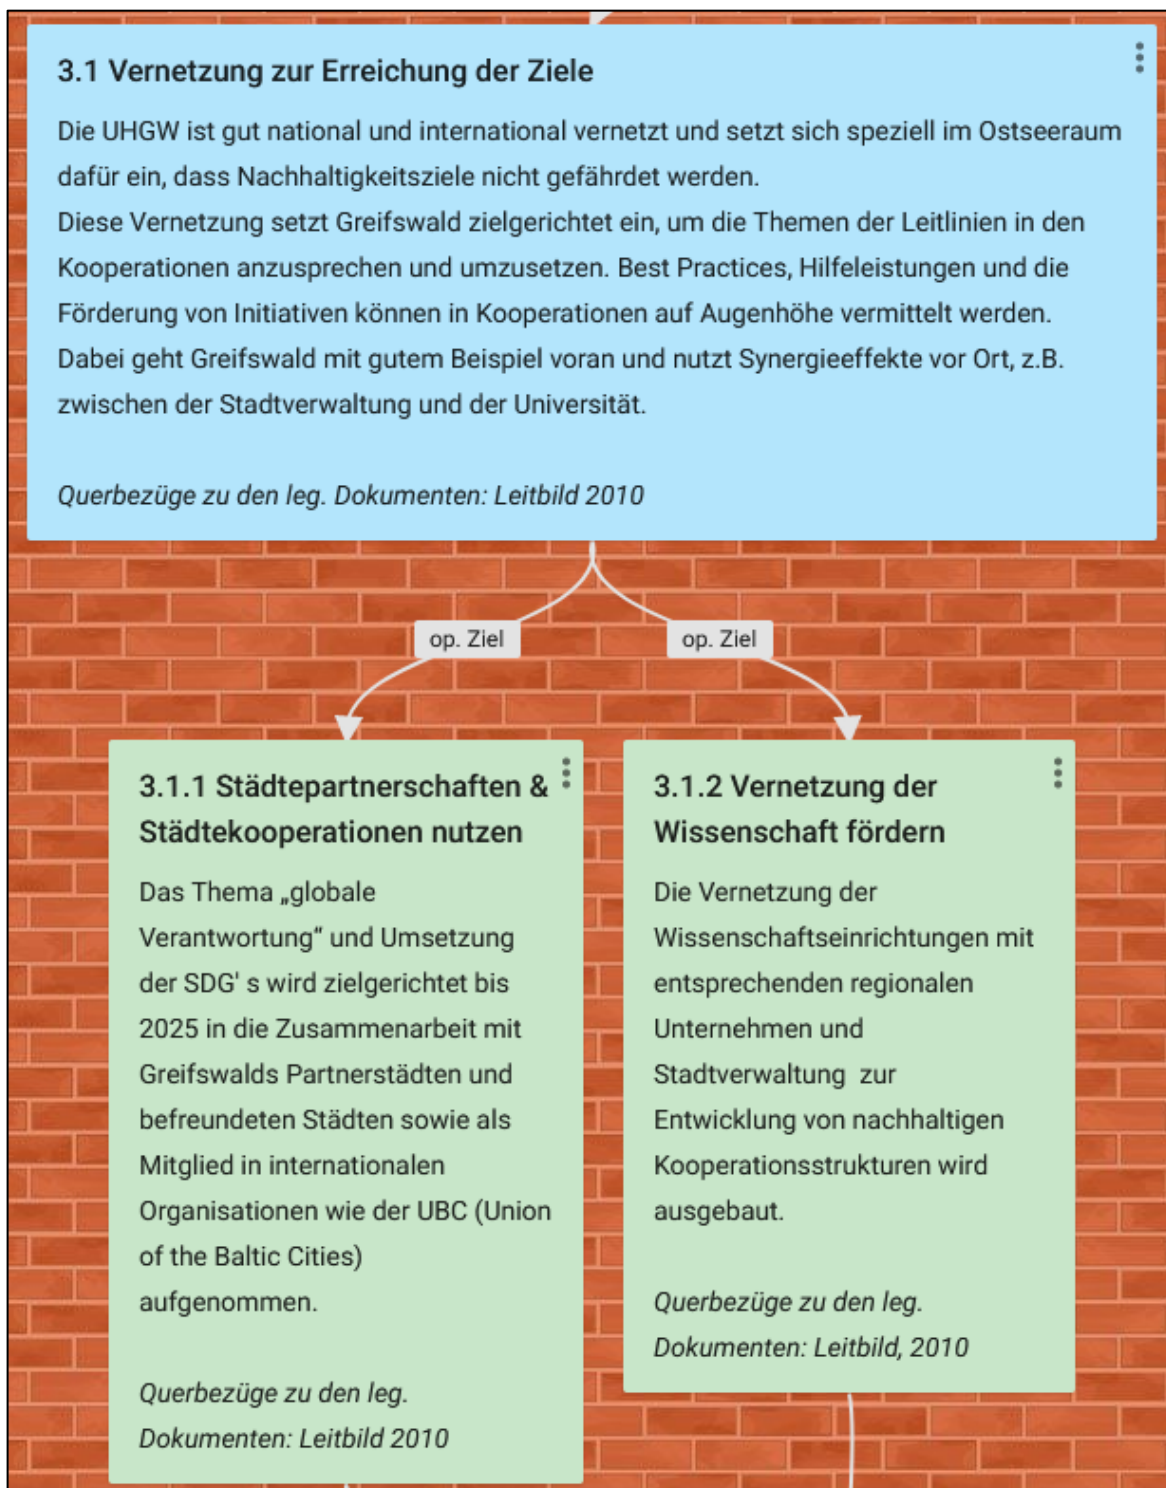 3.1 Vernetzung zur Erreichung der Ziele
Die UHGW ist gut national und international vernetzt und setzt sich speziell im Ostseeraum
dafür ein, dass Nachhaltigkeitsziele nicht gefährdet werden.
Diese Vernetzung setzt Greifswald zielgerichtet ein, um die Themen der Leitlinien in den
Kooperationen anzusprechen und umzusetzen. Best Practices, Hilfeleistungen und die
Förderung von Initiativen können in Kooperationen auf Augenhöhe vermittelt werden.
Dabei geht Greifswald mit gutem Beispiel voran und nutzt Synergieeffekte vor Ort, z.B.
zwischen der Stadtverwaltung und der Universität.
Querbezüge zu den leg. Dokumenten: Leitbild 2010
op. Ziel
op. Ziel
3.1.1 Städtepartnerschaften &
Städtekooperationen nutzen
Das Thema „globale
Verantwortung“ und Umsetzung
der SDG' s wird zielgerichtet bis
2025 in die Zusammenarbeit mit
Greifswalds Partnerstädten und
befreundeten Städten sowie als
Mitglied in internationalen
Organisationen wie der UBC (Union
of the Baltic Cities)
aufgenommen.
Querbezüge zu den leg.
Dokumenten: Leitbild 2010
3.1.2 Vernetzung der
Wissenschaft fördern
Die Vernetzung der
Wissenschaftseinrichtungen mit
entsprechenden regionalen
Unternehmen und
Stadtverwaltung  zur
Entwicklung von nachhaltigen
Kooperationsstrukturen wird
ausgebaut.
Querbezüge zu den leg.
Dokumenten: Leitbild, 2010